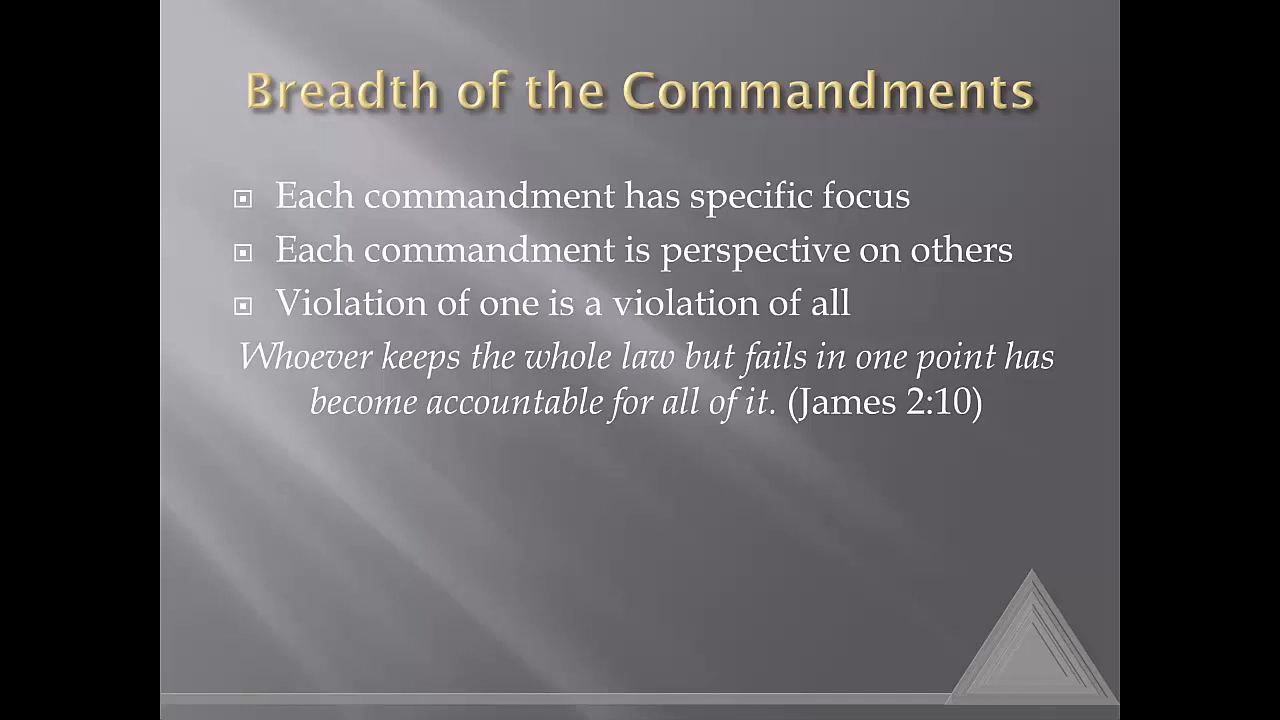 Breadth of the Commandments
Each commandment has specific focus
Each commandment is perspective on others
Violation of one is a violation of all
Whoever keeps the whole law but fails in one point has
become accountable for all of it. (James 2:10)